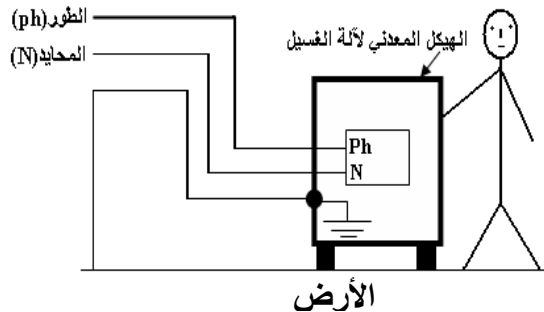 الطور(ph)
المحايد(N)
الهيكل المعدني لآلة الغسيل
Ph
N
الأرض